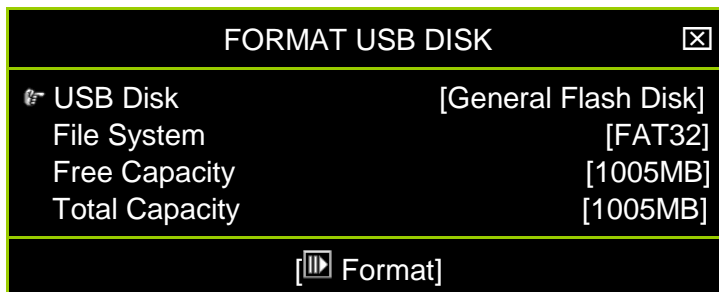 FORMAT USB DISK
USB Disk [General Flash Disk]
File System [FAT32]
Free Capacity [1005MB]
Total Capacity [1005MB]
[ Format]